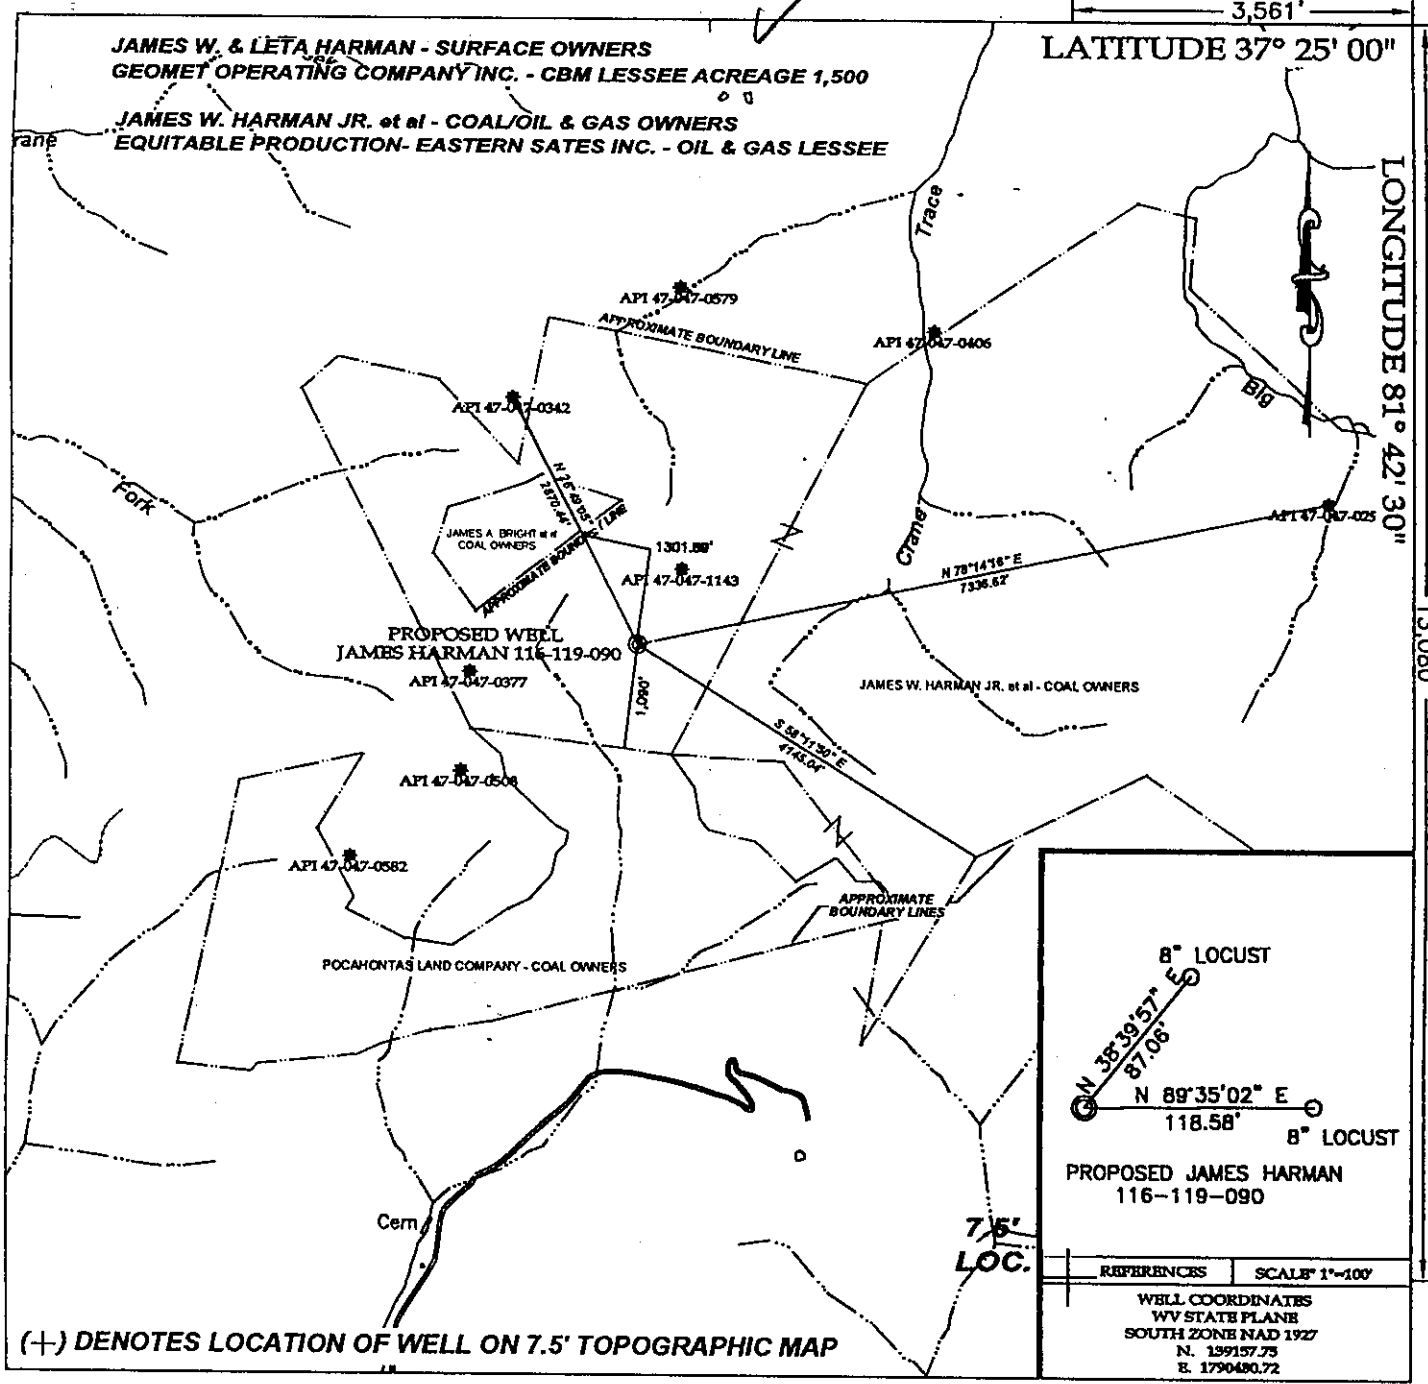 3,561'
LATITUDE 37° 25' 00"
JAMES W. & LETA HARMAN - SURFACE OWNERS
GEOMET OPERATING COMPANY INC. - CBM LESSEE ACREAGE 1,500
JAMES W. HARMAN JR. et al - COAL/OIL & GAS OWNERS
EQUITABLE PRODUCTION- EASTERN SATES INC. - OIL & GAS LESSEE
rane
LONGITUDE 81° 42' 30"
Trace
API 47-047-0579
APPROXIMATE BOUNDARY LINE
API 47-047-0406
Big
API 47-047-0342
Fork
N 26°49'05"
2870.44'
JAMES A. BRIGHT et al
COAL OWNERS
APPROXIMATE BOUNDARY LINE
1301.89'
API 47-047-1143
Crane
API 47-047-025
N 78°14'16" E
7336.62'
PROPOSED WELL
JAMES HARMAN 116-119-090
API 47-047-0377
1,090'
JAMES W. HARMAN JR. et al - COAL OWNERS
S 58°11'50" E
4145.04'
API 47-047-0508
API 47-047-0582
APPROXIMATE
BOUNDARY LINES
POCAHONTAS LAND COMPANY - COAL OWNERS
8" LOCUST
N 38°39'57" E
87.06'
N 89°35'02" E
118.58'
8" LOCUST
PROPOSED JAMES HARMAN
116-119-090
Cem
7.5'
LOC.
REFERENCES
SCALE" 1"=100'
WELL COORDINATES
WV STATE PLANE
SOUTH ZONE NAD 1927
N. 139157.75
E. 1790480.72
(+) DENOTES LOCATION OF WELL ON 7.5' TOPOGRAPHIC MAP